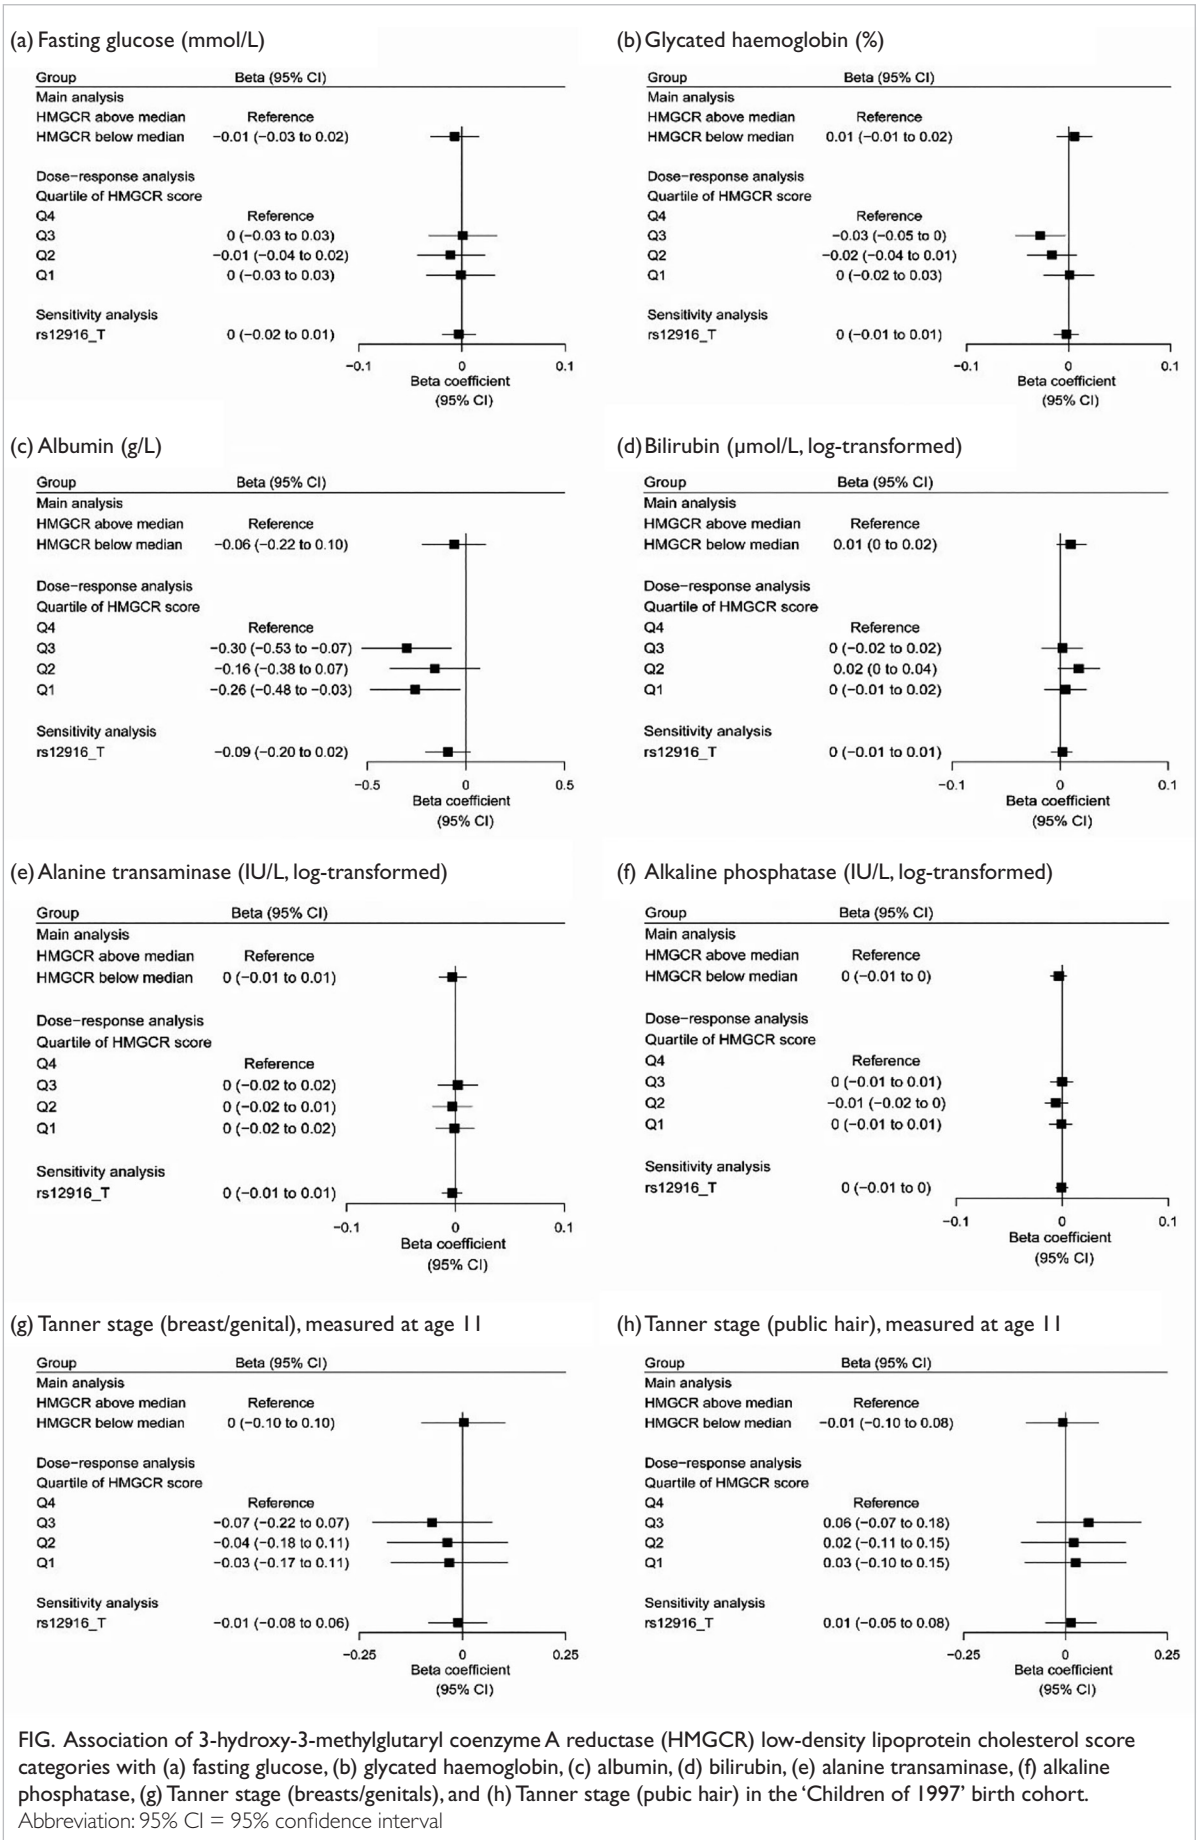 (a) Fasting glucose (mmol/L)
Group Beta (95% CI)
Main analysis
HMGCR above median Reference
HMGCR below median −0.01 (−0.03 to 0.02)
Dose−response analysis
Quartile of HMGCR score
Q4 Reference
Q3 0 (−0.03 to 0.03)
Q2 −0.01 (−0.04 to 0.02)
Q1 0 (−0.03 to 0.03)
Sensitivity analysis
rs12916_T 0 (−0.02 to 0.01)
−0.1 0 0.1
Beta coefficient
(95% CI)
(b) Glycated haemoglobin (%)
Group Beta (95% CI)
Main analysis
HMGCR above median Reference
HMGCR below median 0.01 (−0.01 to 0.02)
Dose−response analysis
Quartile of HMGCR score
Q4 Reference
Q3 −0.03 (−0.05 to 0)
Q2 −0.02 (−0.04 to 0.01)
Q1 0 (−0.02 to 0.03)
Sensitivity analysis
rs12916_T 0 (−0.01 to 0.01)
−0.1 0 0.1
Beta coefficient
(95% CI)
(c) Albumin (g/L)
Group Beta (95% CI)
Main analysis
HMGCR above median Reference
HMGCR below median −0.06 (−0.22 to 0.10)
Dose−response analysis
Quartile of HMGCR score
Q4 Reference
Q3 −0.30 (−0.53 to −0.07)
Q2 −0.16 (−0.38 to 0.07)
Q1 −0.26 (−0.48 to −0.03)
Sensitivity analysis
rs12916_T −0.09 (−0.20 to 0.02)
−0.5 0 0.5
Beta coefficient
(95% CI)
(d) Bilirubin (µmol/L, log-transformed)
Group Beta (95% CI)
Main analysis
HMGCR above median Reference
HMGCR below median 0.01 (0 to 0.02)
Dose−response analysis
Quartile of HMGCR score
Q4 Reference
Q3 0 (−0.02 to 0.02)
Q2 0.02 (0 to 0.04)
Q1 0 (−0.01 to 0.02)
Sensitivity analysis
rs12916_T 0 (−0.01 to 0.01)
−0.1 0 0.1
Beta coefficient
(95% CI)
(e) Alanine transaminase (IU/L, log-transformed)
Group Beta (95% CI)
Main analysis
HMGCR above median Reference
HMGCR below median 0 (−0.01 to 0.01)
Dose−response analysis
Quartile of HMGCR score
Q4 Reference
Q3 0 (−0.02 to 0.02)
Q2 0 (−0.02 to 0.01)
Q1 0 (−0.02 to 0.02)
Sensitivity analysis
rs12916_T 0 (−0.01 to 0.01)
−0.1 0 0.1
Beta coefficient
(95% CI)
(f) Alkaline phosphatase (IU/L, log-transformed)
Group Beta (95% CI)
Main analysis
HMGCR above median Reference
HMGCR below median 0 (−0.01 to 0)
Dose−response analysis
Quartile of HMGCR score
Q4 Reference
Q3 0 (−0.01 to 0.01)
Q2 −0.01 (−0.02 to 0)
Q1 0 (−0.01 to 0.01)
Sensitivity analysis
rs12916_T 0 (−0.01 to 0)
−0.1 0 0.1
Beta coefficient
(95% CI)
(g) Tanner stage (breast/genital), measured at age 11
Group Beta (95% CI)
Main analysis
HMGCR above median Reference
HMGCR below median 0 (−0.10 to 0.10)
Dose−response analysis
Quartile of HMGCR score
Q4 Reference
Q3 −0.07 (−0.22 to 0.07)
Q2 −0.04 (−0.18 to 0.11)
Q1 −0.03 (−0.17 to 0.11)
Sensitivity analysis
rs12916_T −0.01 (−0.08 to 0.06)
−0.25 0 0.25
Beta coefficient
(95% CI)
(h) Tanner stage (public hair), measured at age 11
Group Beta (95% CI)
Main analysis
HMGCR above median Reference
HMGCR below median −0.01 (−0.10 to 0.08)
Dose−response analysis
Quartile of HMGCR score
Q4 Reference
Q3 0.06 (−0.07 to 0.18)
Q2 0.02 (−0.11 to 0.15)
Q1 0.03 (−0.10 to 0.15)
Sensitivity analysis
rs12916_T 0.01 (−0.05 to 0.08)
−0.25 0 0.25
Beta coefficient
(95% CI)
FIG. Association of 3-hydroxy-3-methylglutaryl coenzyme A reductase (HMGCR) low-density lipoprotein cholesterol score
categories with (a) fasting glucose, (b) glycated haemoglobin, (c) albumin, (d) bilirubin, (e) alanine transaminase, (f) alkaline
phosphatase, (g) Tanner stage (breasts/genitals), and (h) Tanner stage (pubic hair) in the ‘Children of 1997’ birth cohort.
Abbreviation: 95% CI = 95% confidence interval